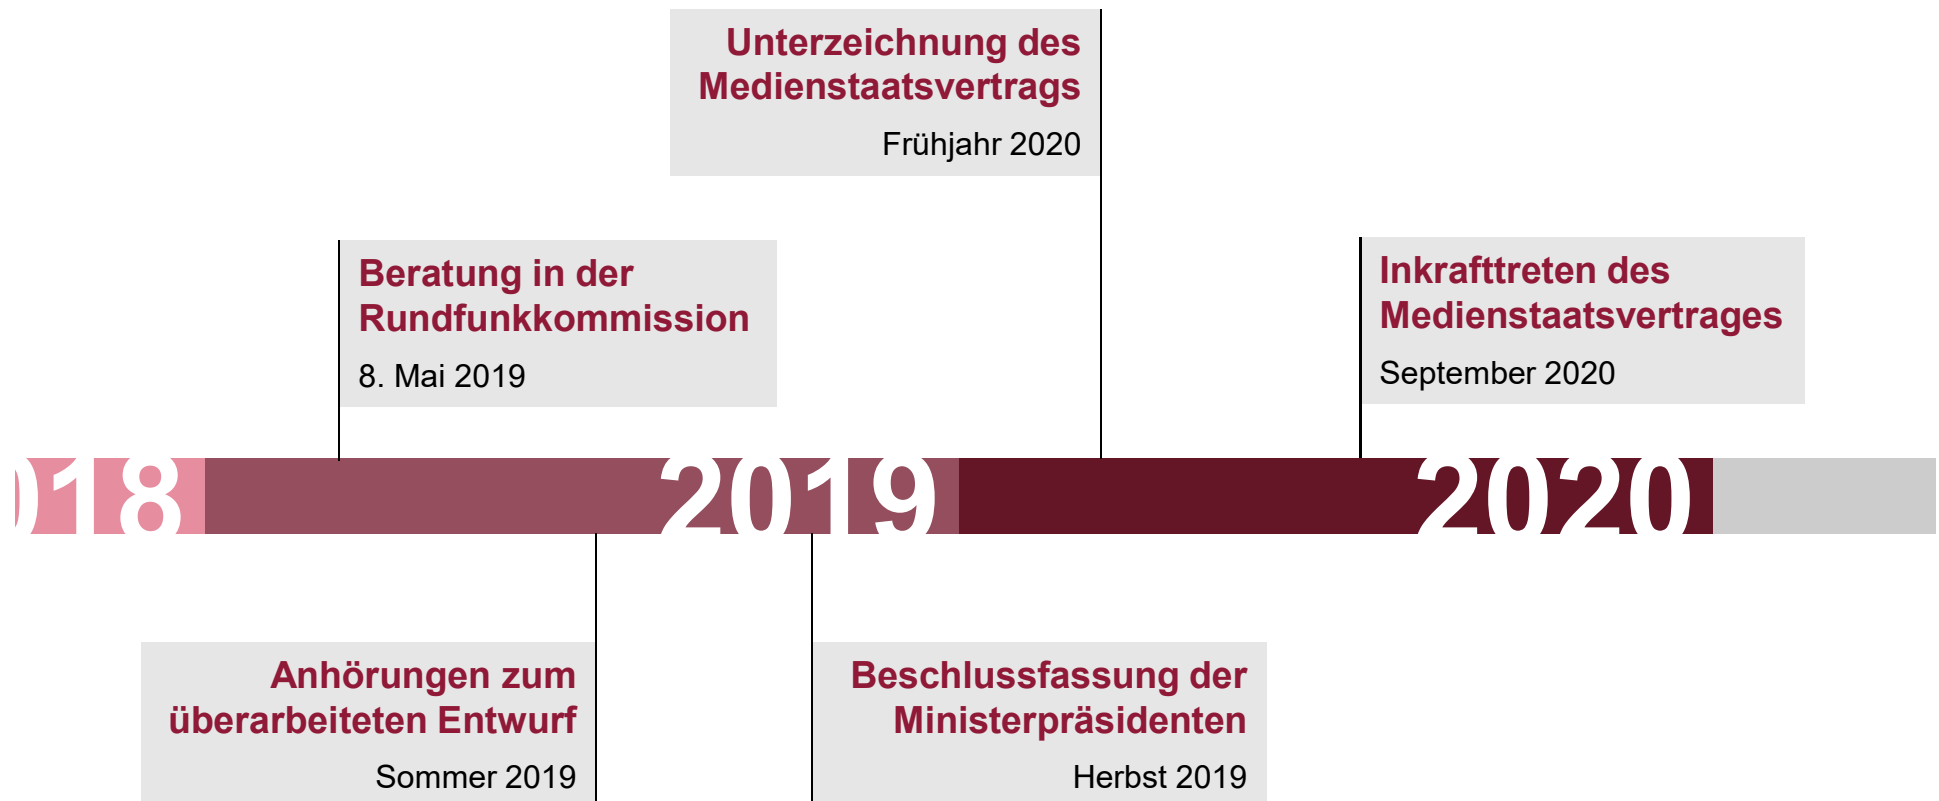 Unterzeichnung des
Medienstaatsvertrags
Frühjahr 2020
Beratung in der
Rundfunkkommission
8. Mai 2019
Inkrafttreten des
Medienstaatsvertrages
September 2020
018 2019 2020
Anhörungen zum
überarbeiteten Entwurf
Sommer 2019
Beschlussfassung der
Ministerpräsidenten
Herbst 2019